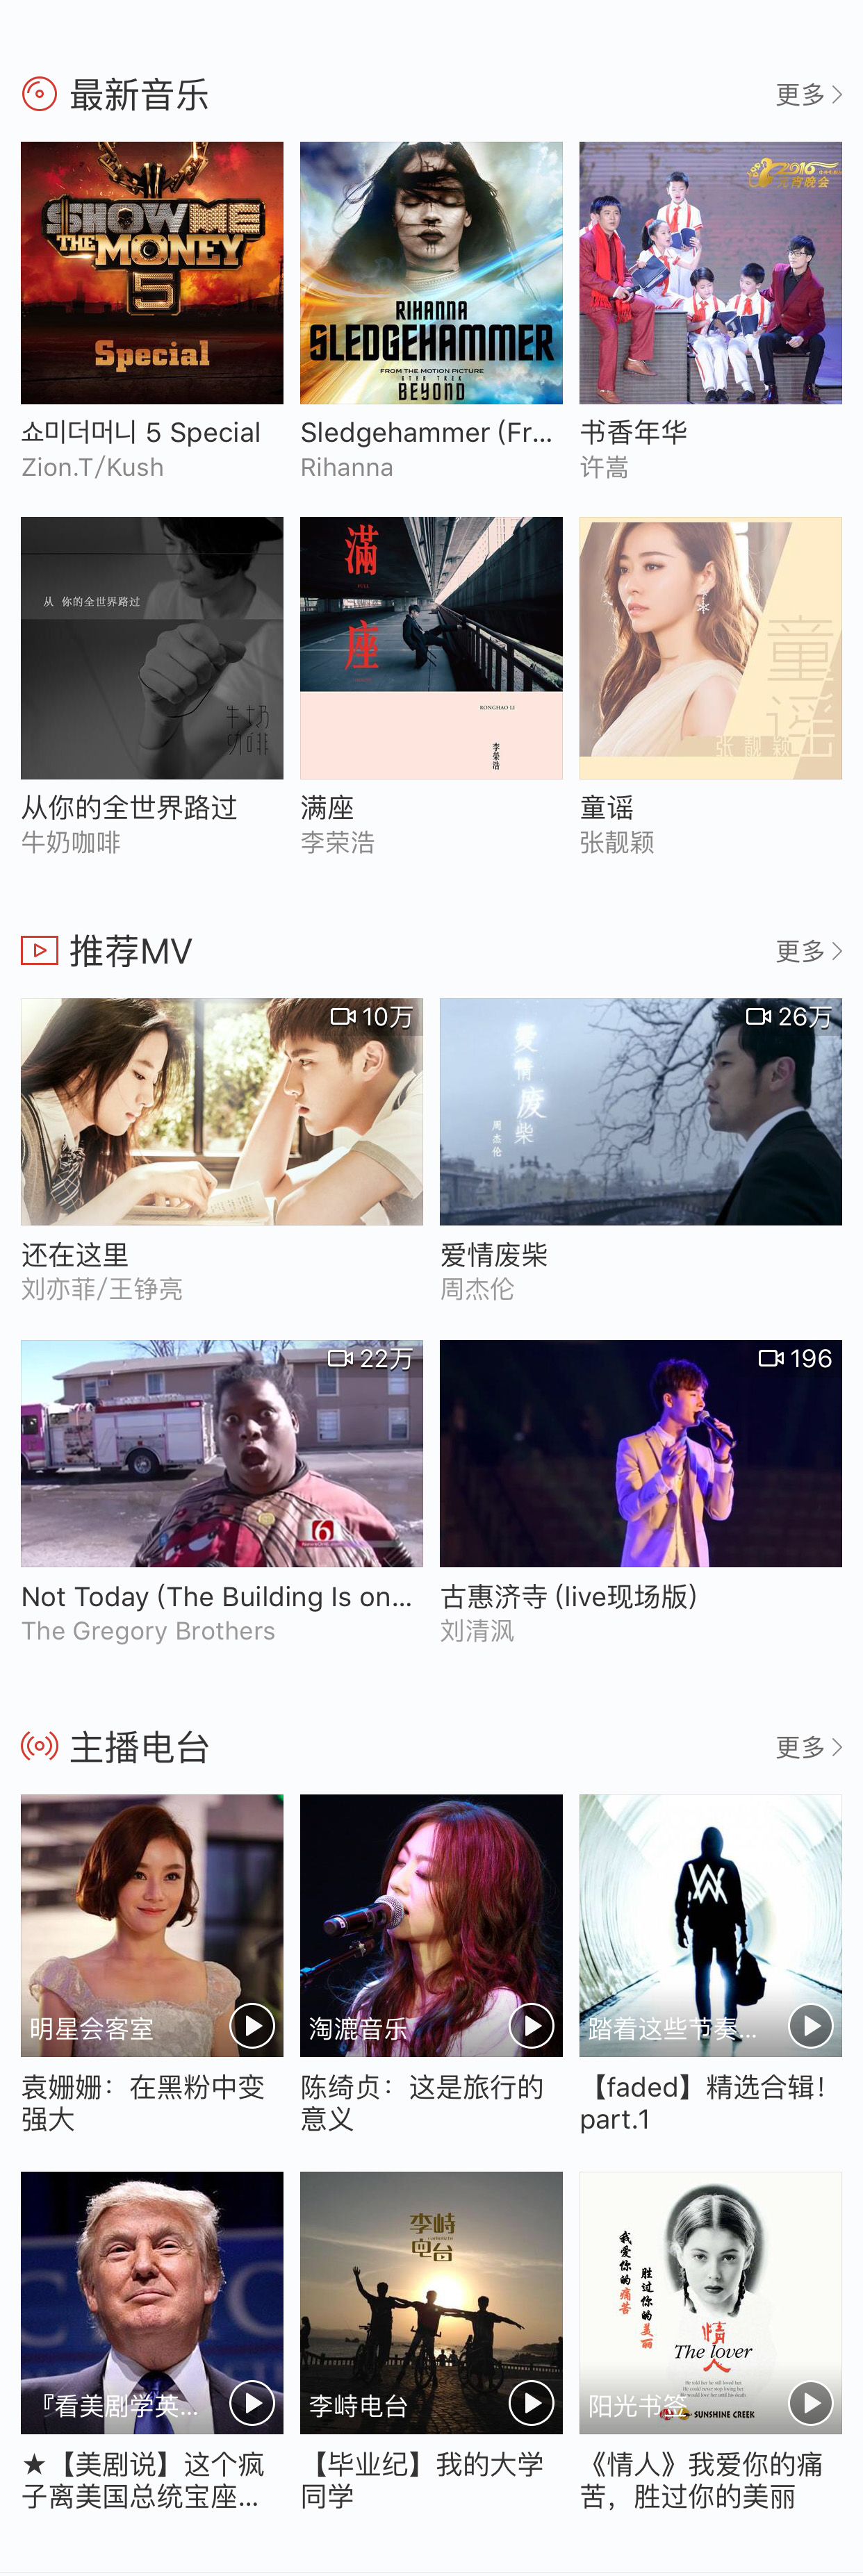 最新音乐
更多
SHOW ME
THE MONEY
5
Special
RIHANNA
SLEDGEHAMMER
FROM THE MOTION PICTURE
STAR TREK
BEYOND
2016
元宵晚会
쇼미더머니 5 Special
Sledgehammer (Fr...
书香年华
Zion.T/Kush
Rihanna
许嵩
从 你的全世界路过
牛奶
咖啡
滿
座
RONGHAO LI
李榮浩
童谣
张靓颖
从你的全世界路过
满座
童谣
牛奶咖啡
李荣浩
张靓颖
推荐MV
更多
10万
26万
爱情废柴
周杰伦
还在这里
爱情废柴
刘亦菲/王铮亮
周杰伦
22万
196
6
Not Today (The Building Is on...
古惠济寺 (live现场版)
The Gregory Brothers
刘清沨
主播电台
更多
明星会客室
淘漉音乐
踏着这些节奏...
袁姗姗：在黑粉中变
强大
陈绮贞：这是旅行的
意义
【faded】精选合辑！
part.1
C
C
『看美剧学英...
李峙
电台
李峙电台
我爱你的痛苦
胜过你的美丽
情人
The lover
SUNSHINE CREEK
阳光书签
★【美剧说】这个疯
子离美国总统宝座...
【毕业纪】我的大学
同学
《情人》我爱你的痛
苦，胜过你的美丽